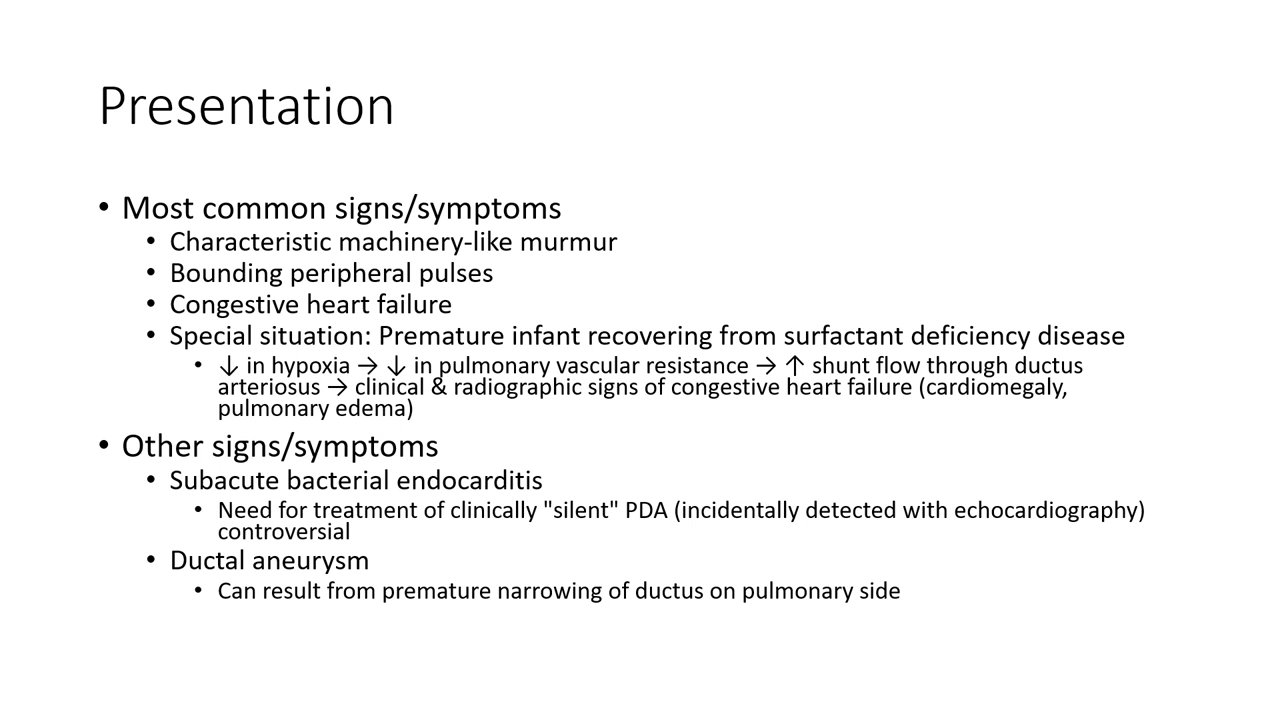 Presentation
• Most common signs/symptoms
• Characteristic machinery-like murmur
• Bounding peripheral pulses
• Congestive heart failure
• Special situation: Premature infant recovering from surfactant deficiency disease
• ↓ in hypoxia → ↓ in pulmonary vascular resistance → ↑ shunt flow through ductus
arteriosus → clinical & radiographic signs of congestive heart failure (cardiomegaly,
pulmonary edema)
• Other signs/symptoms
• Subacute bacterial endocarditis
• Need for treatment of clinically "silent" PDA (incidentally detected with echocardiography)
controversial
• Ductal aneurysm
• Can result from premature narrowing of ductus on pulmonary side